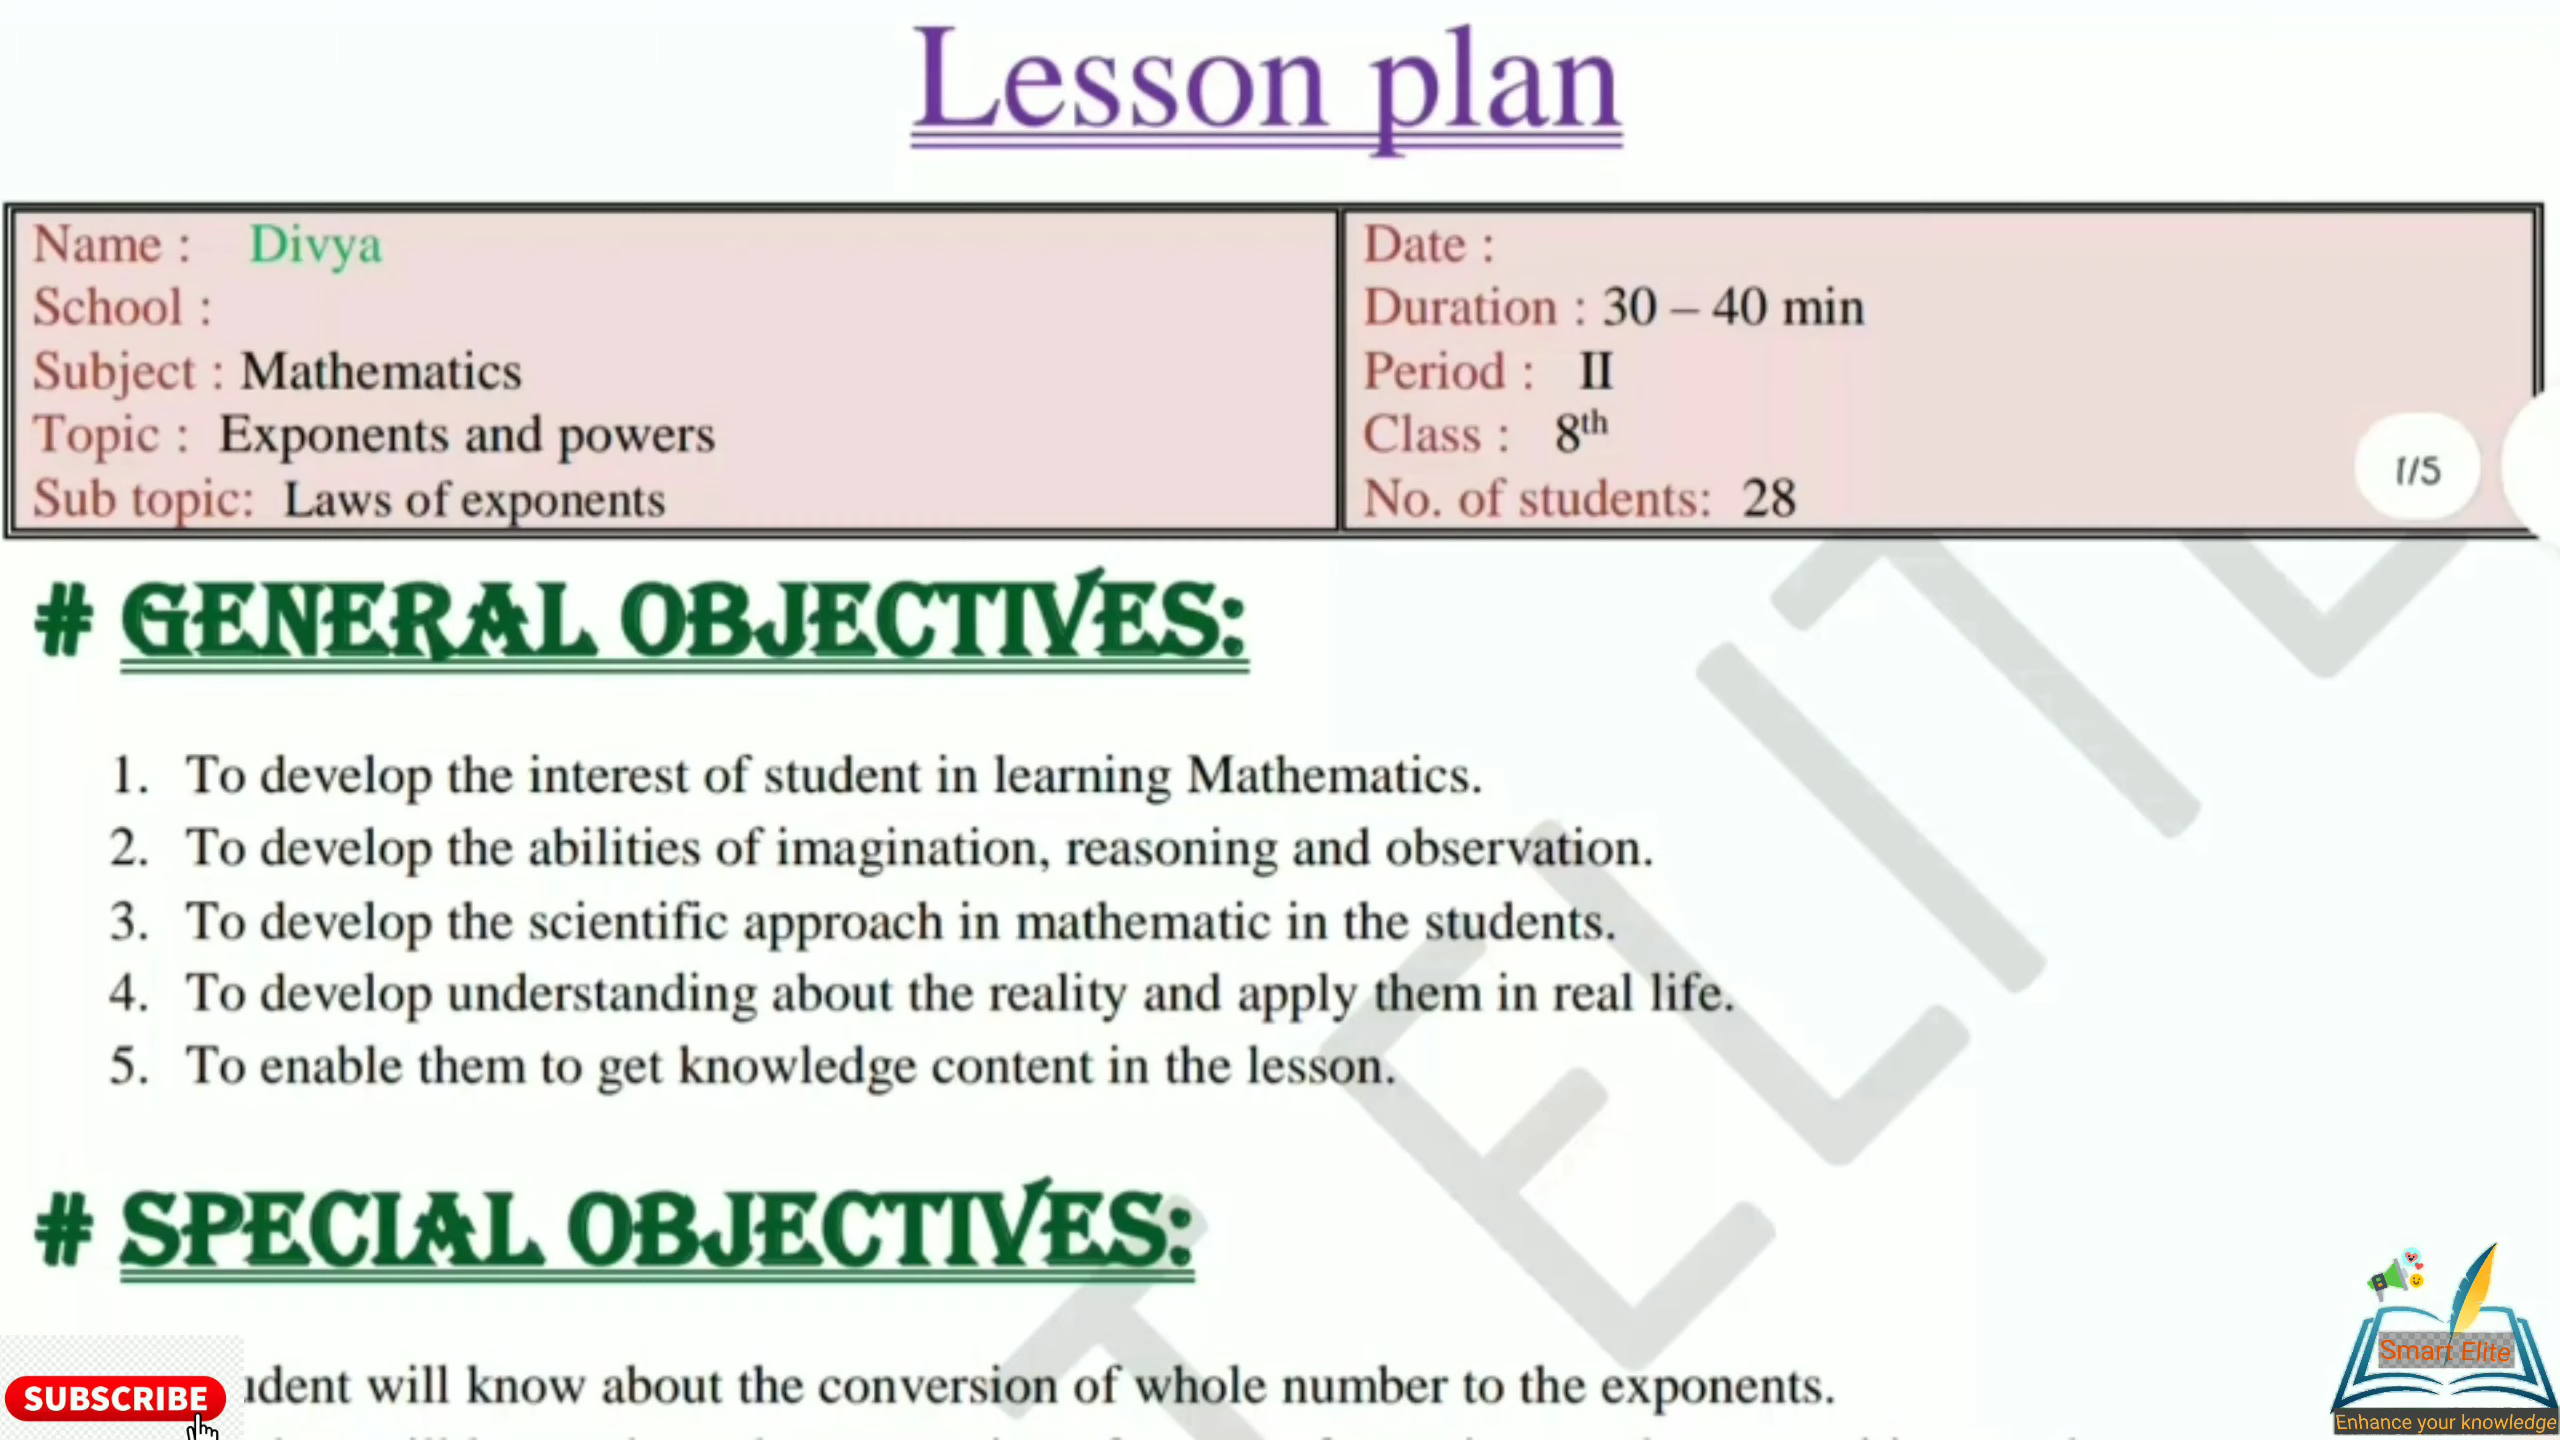 Lesson plan
Name : Divya
School :
Subject : Mathematics
Topic : Exponents and powers
Sub topic: Laws of exponents
Date :
Duration : 30 – 40 min
Period : II
Class : 8th
No. of students: 28
1/5
# GENERAL OBJECTIVES:
1. To develop the interest of student in learning Mathematics.
2. To develop the abilities of imagination, reasoning and observation.
3. To develop the scientific approach in mathematic in the students.
4. To develop understanding about the reality and apply them in real life.
5. To enable them to get knowledge content in the lesson.
# SPECIAL OBJECTIVES:
will know about the conversion of whole number to the exponents.
SUBSCRIBE
Smart Elite
Enhance your knowledge